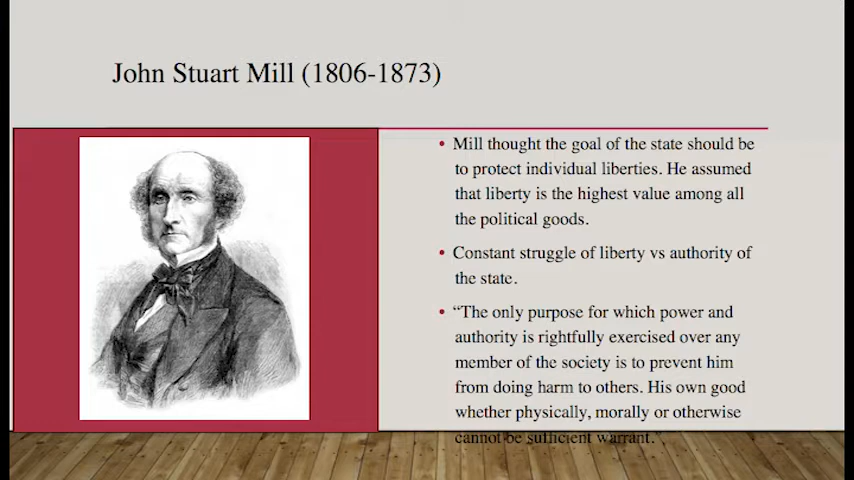 John Stuart Mill (1806-1873)
• Mill thought the goal of the state should be
to protect individual liberties. He assumed
that liberty is the highest value among all
the political goods.
• Constant struggle of liberty vs authority of
the state.
• “The only purpose for which power and
authority is rightfully exercised over any
member of the society is to prevent him
from doing harm to others. His own good
whether physically, morally or otherwise
cannot be sufficient warrant.”.